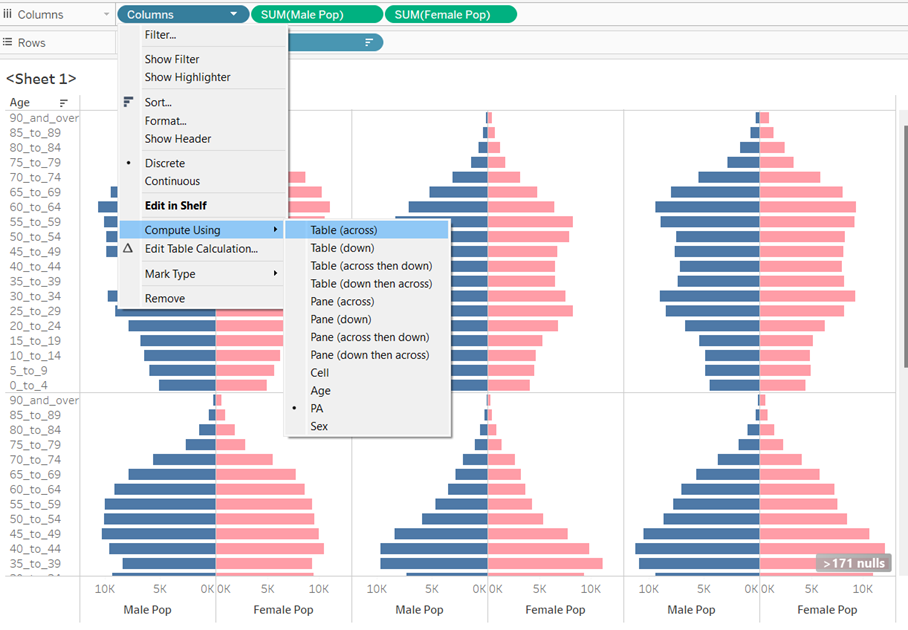 Columns
Columns
SUM(Male Pop)
SUM(Female Pop)
Rows
<Sheet 1>
Age
90_and_over
85_to_89
80_to_84
75_to_79
70_to_74
65_to_69
60_to_64
55_to_59
50_to_54
45_to_49
40_to_44
35_to_39
30_to_34
25_to_29
20_to_24
15_to_19
10_to_14
5_to_9
0_to_4
90_and_over
85_to_89
80_to_84
75_to_79
70_to_74
65_to_69
60_to_64
55_to_59
50_to_54
45_to_49
40_to_44
35_to_39
Filter...
Show Filter
Show Highlighter
Sort...
Format...
Show Header
Discrete
Continuous
Edit in Shelf
Compute Using
Edit Table Calculation...
Mark Type
Remove
Table (across)
Table (down)
Table (across then down)
Table (down then across)
Pane (across)
Pane (down)
Pane (across then down)
Pane (down then across)
Cell
Age
PA
Sex
>171 nulls
10K 5K 0K 0K 5K 10K 10K 5K 0K 0K 5K 10K 10K 5K 0K 0K 5K 10K
Male Pop Female Pop Male Pop Female Pop Male Pop Female Pop